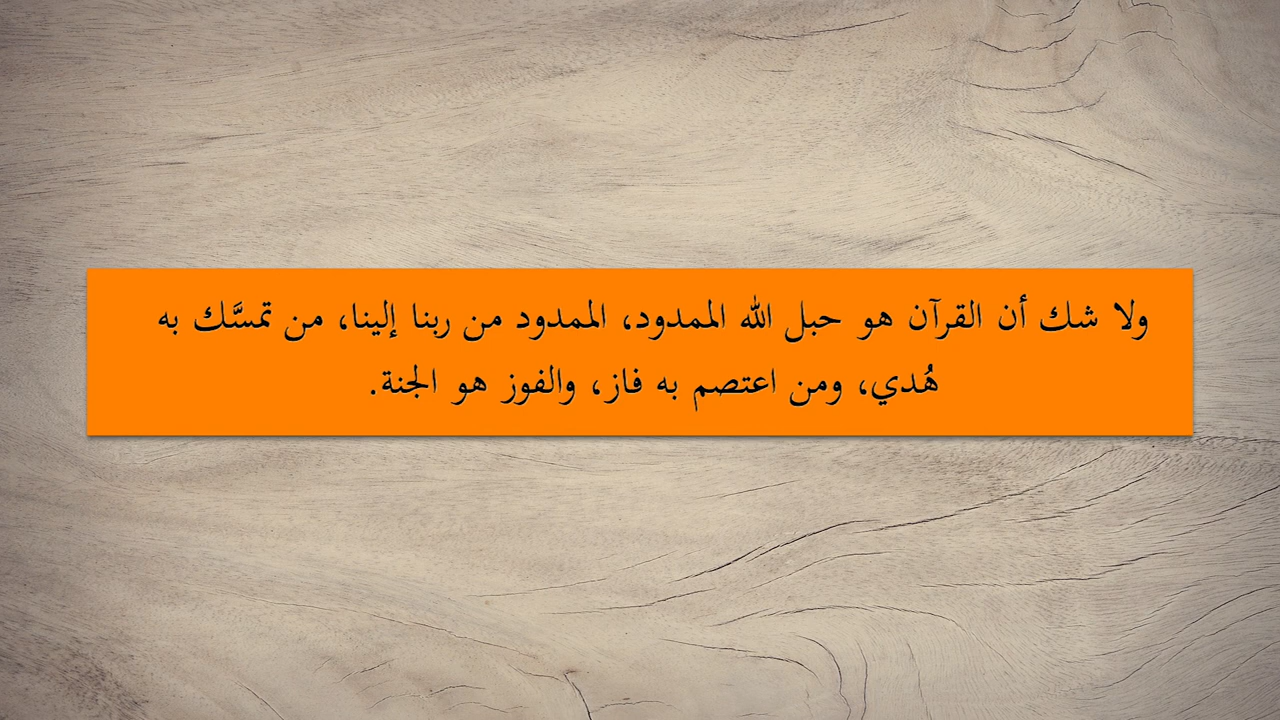 ولا شك أن القرآن هو حبل الله الممدود، الممدود من ربنا إلينا، من تمسَّك به
هُدي، ومن اعتصم به فاز، والفوز هو الجنة.